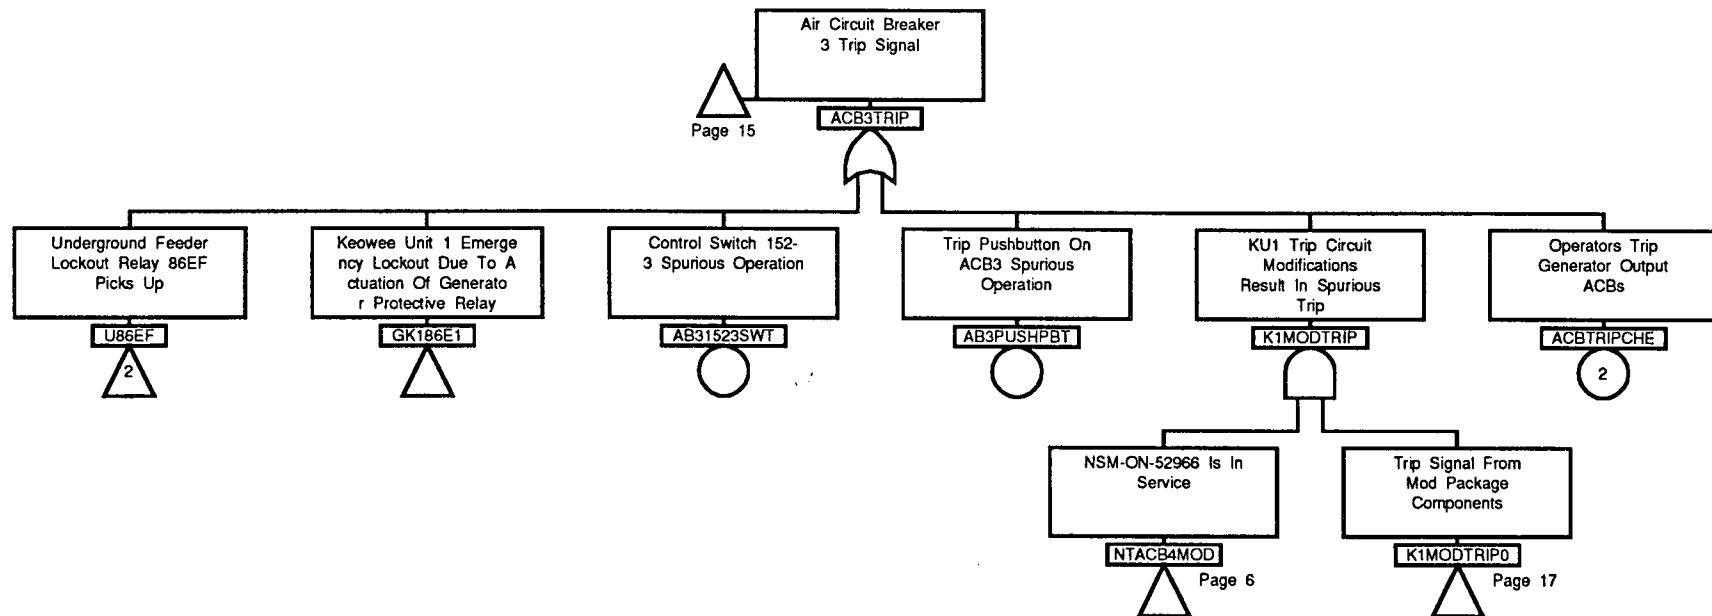 Air Circuit Breaker
3 Trip Signal
Page 15
ACB3TRIP
Underground Feeder
Lockout Relay 86EF
Picks Up
U86EF
2
Keowee Unit 1 Emerge
ncy Lockout Due To A
ctuation Of Generato
r Protective Relay
GK186E1
Control Switch 152-
3 Spurious Operation
AB31523SWT
Trip Pushbutton On
ACB3 Spurious
Operation
AB3PUSHPBT
KU1 Trip Circuit
Modifications
Result In Spurious
Trip
K1MODTRIP
Operators Trip
Generator Output
ACBs
ACBTRIPCHE
2
NSM-ON-52966 Is In
Service
NTACB4MOD
Page 6
Trip Signal From
Mod Package
Components
K1MODTRIP0
Page 17